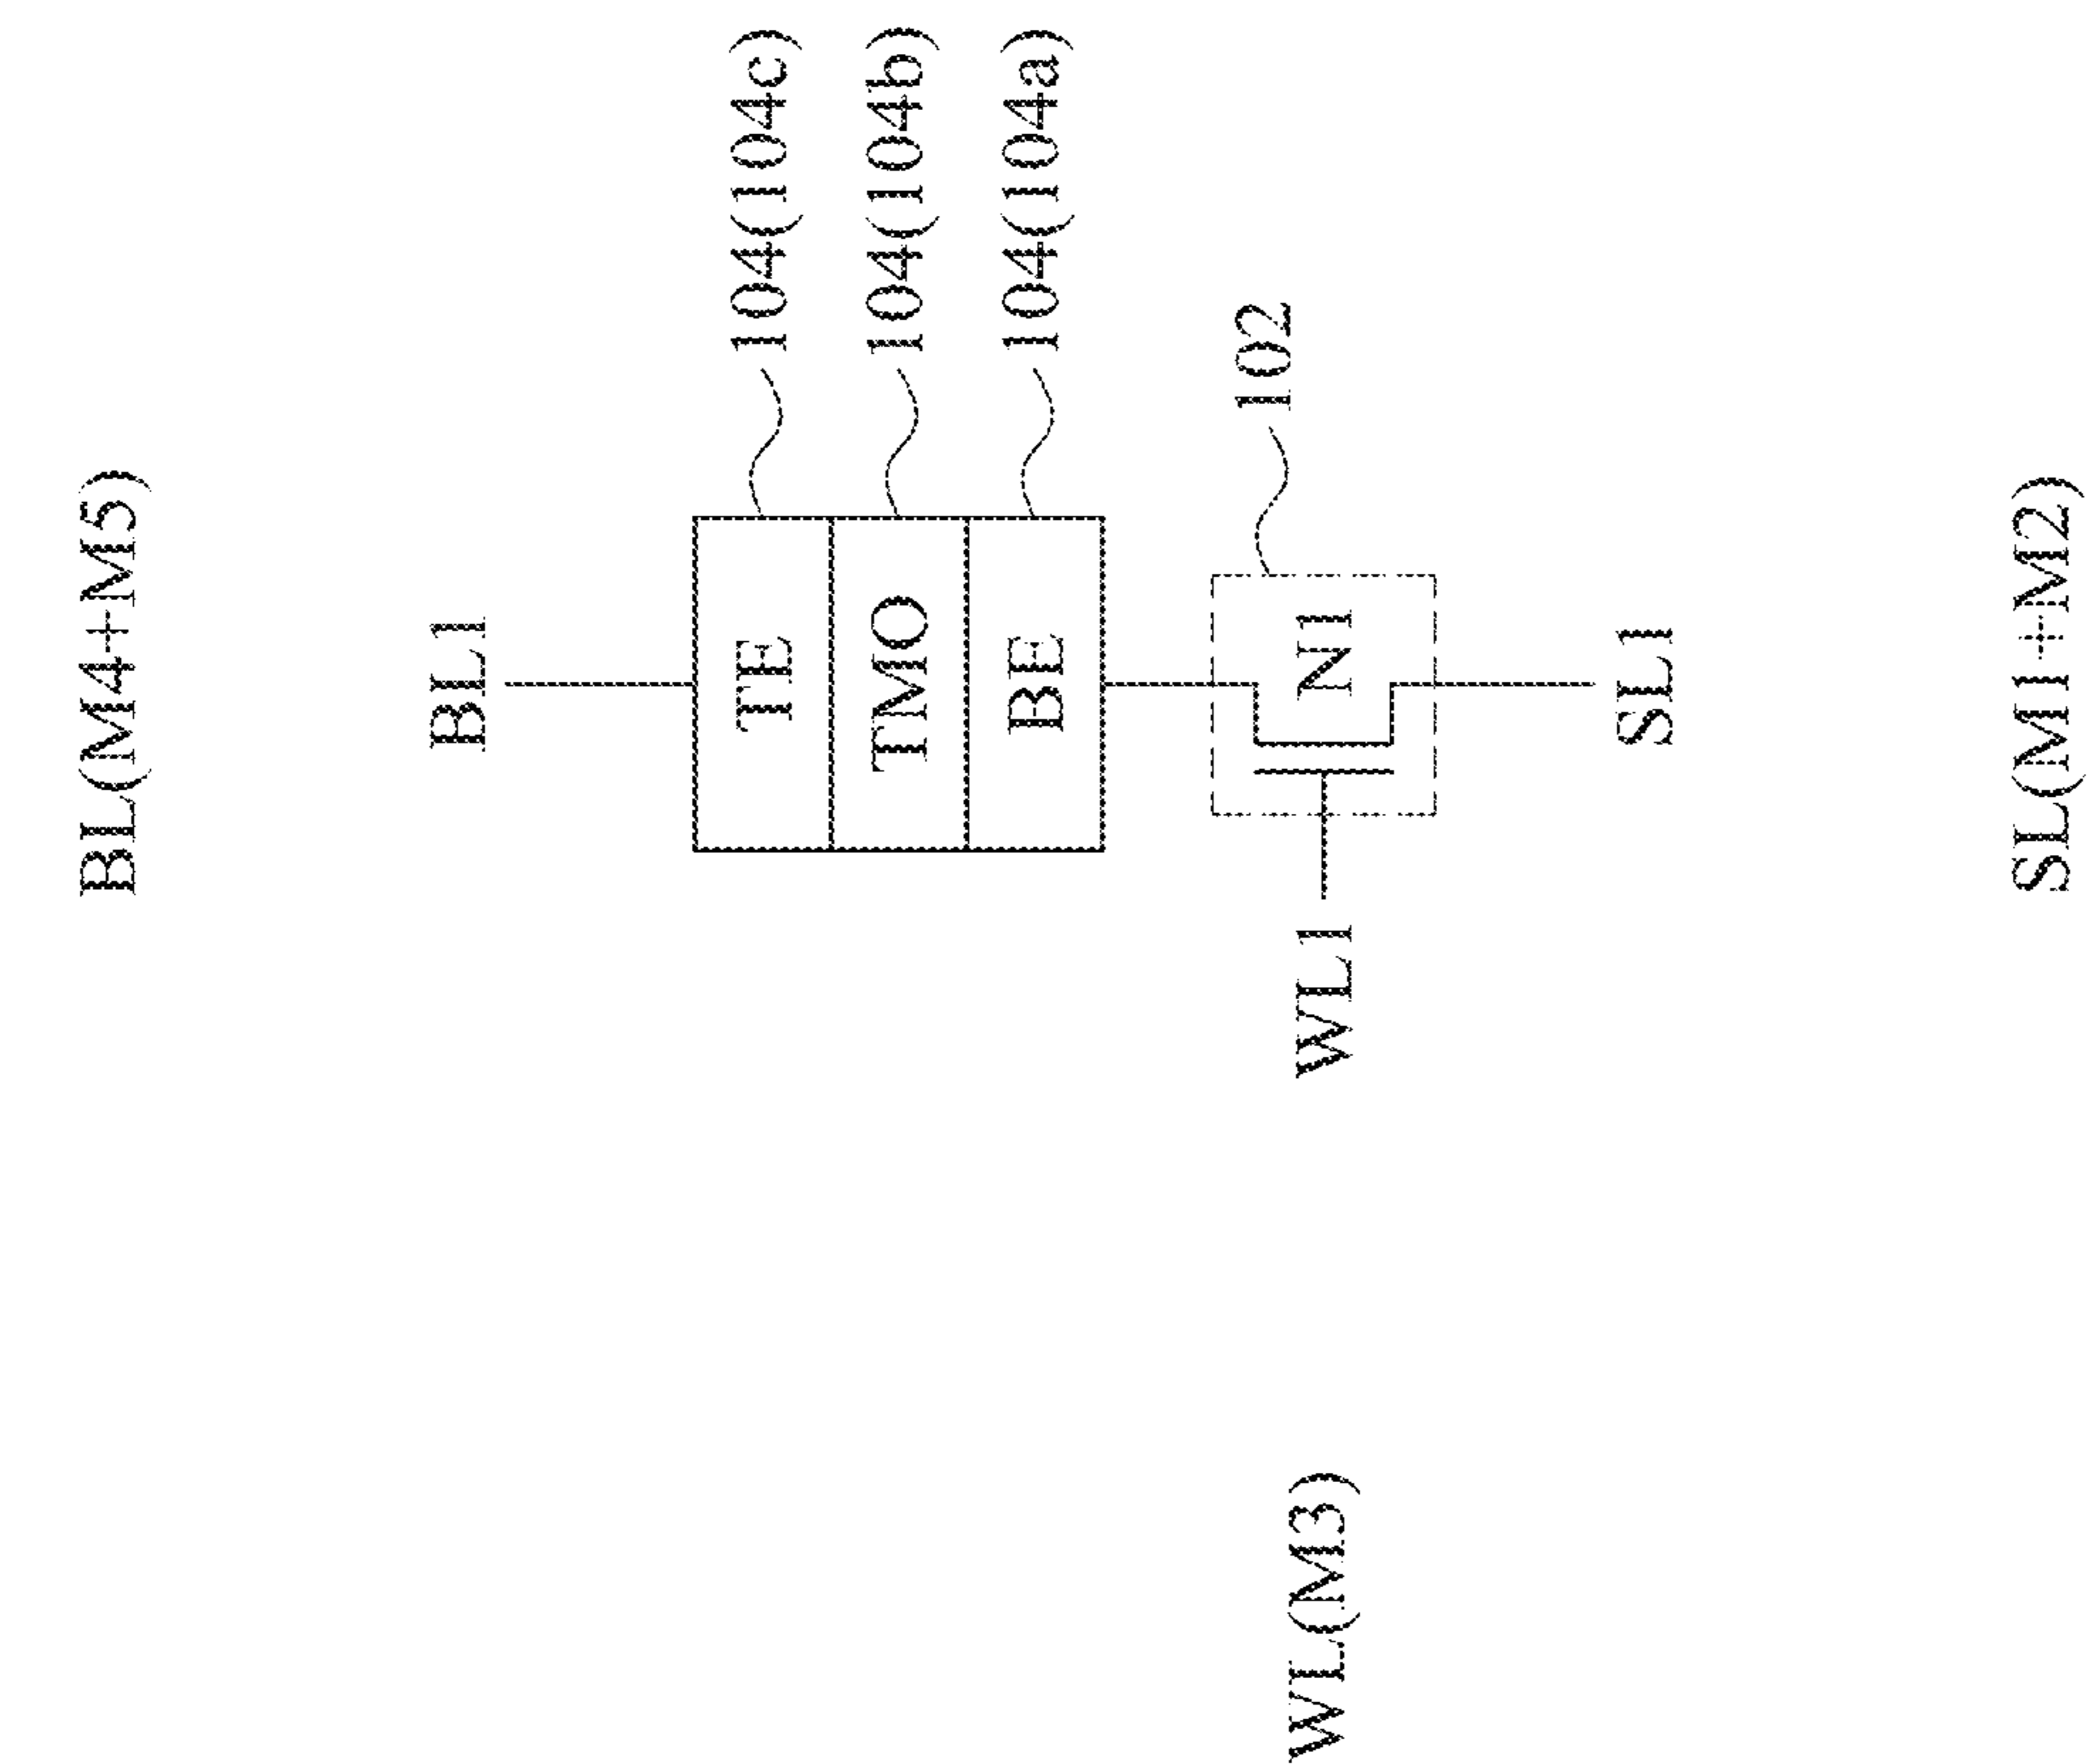 BL(M4+M5)
BL1
TE
104(104c)
TMO
104(104b)
BE
104(104a)
102
WL(M3)
WL1
N1
SL1
SL(M1+M2)